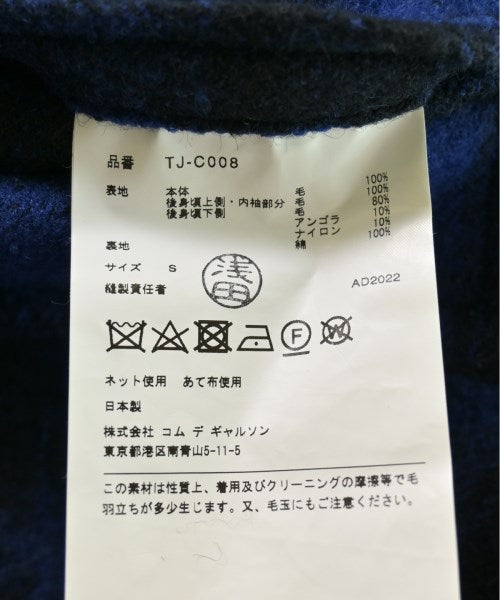 品番 TJ-C008
表地 本体 毛 100%
後身頃上側・内袖部分 毛 100%
後身頃下側 毛 80%
アンゴラ 10%
ナイロン 10%
裏地 綿 100%
サイズ S
縫製責任者 浅田 AD2022
F W
ネット使用 あて布使用
日本製
株式会社 コム デ ギャルソン
東京都港区南青山5-11-5
この素材は性質上、着用及びクリーニングの摩擦等で毛
羽立ちが多少生じます。又、毛玉にもご注意ください。